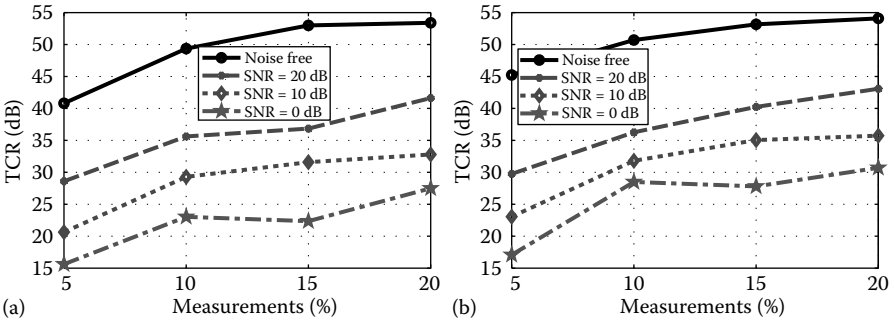 55
50
45
40
35
30
25
20
15
TCR (dB)
Noise free
SNR = 20 dB
SNR = 10 dB
SNR = 0 dB
5
10
15
20
(a)
Measurements (%)
55
50
45
40
35
30
25
20
15
TCR (dB)
Noise free
SNR = 20 dB
SNR = 10 dB
SNR = 0 dB
5
10
15
20
(b)
Measurements (%)